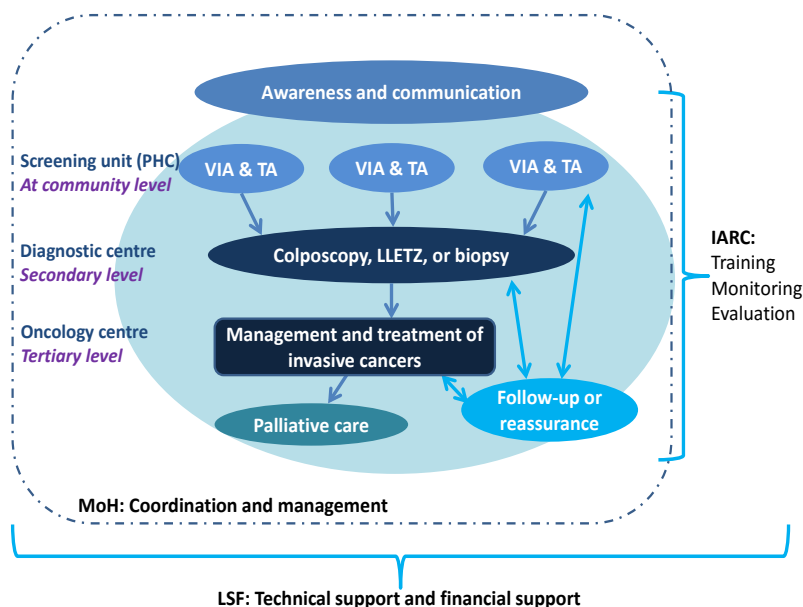 Awareness and communication
Screening unit (PHC)
At community level
VIA & TA
VIA & TA
VIA & TA
Diagnostic centre
Secondary level
Colposcopy, LLETZ, or biopsy
IARC:
Training
Monitoring
Evaluation
Oncology centre
Tertiary level
Management and treatment of
invasive cancers
Palliative care
Follow-up or
reassurance
MoH: Coordination and management
LSF: Technical support and financial support